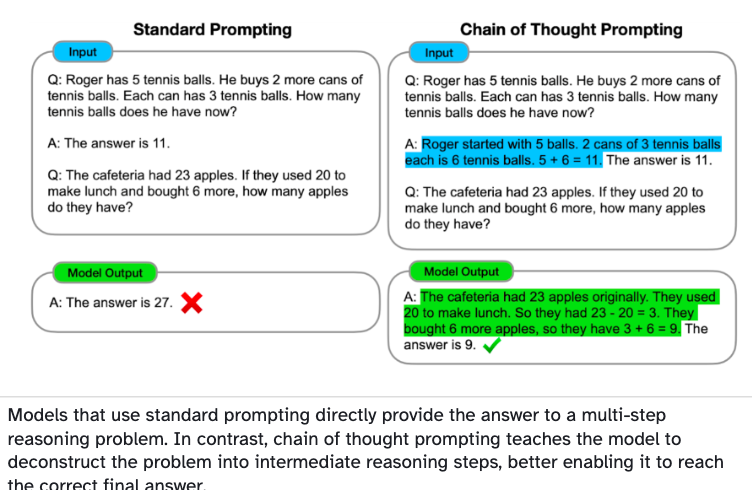 Standard Prompting
Input
Q: Roger has 5 tennis balls. He buys 2 more cans of
tennis balls. Each can has 3 tennis balls. How many
tennis balls does he have now?
A: The answer is 11.
Q: The cafeteria had 23 apples. If they used 20 to
make lunch and bought 6 more, how many apples
do they have?
Model Output
A: The answer is 27.
Chain of Thought Prompting
Input
Q: Roger has 5 tennis balls. He buys 2 more cans of
tennis balls. Each can has 3 tennis balls. How many
tennis balls does he have now?
A: Roger started with 5 balls. 2 cans of 3 tennis balls
each is 6 tennis balls. 5 + 6 = 11. The answer is 11.
Q: The cafeteria had 23 apples. If they used 20 to
make lunch and bought 6 more, how many apples
do they have?
Model Output
A: The cafeteria had 23 apples originally. They used
20 to make lunch. So they had 23 - 20 = 3. They
bought 6 more apples, so they have 3 + 6 = 9. The
answer is 9.
Models that use standard prompting directly provide the answer to a multi-step
reasoning problem. In contrast, chain of thought prompting teaches the model to
deconstruct the problem into intermediate reasoning steps, better enabling it to reach
the correct final answer.